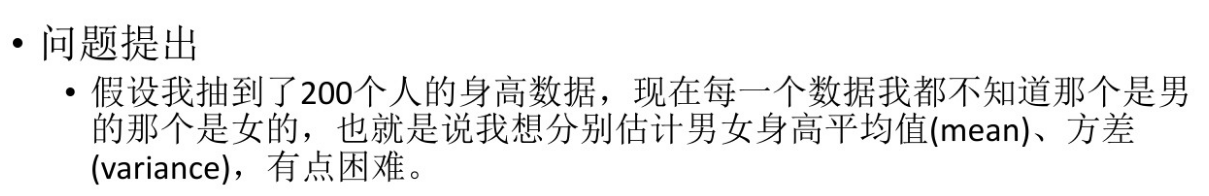 • 问题提出
• 假设我抽到了200个人的身高数据，现在每一个数据我都不知道那个是男
的那个是女的，也就是说我想分别估计男女身高平均值(mean)、方差
(variance)，有点困难。